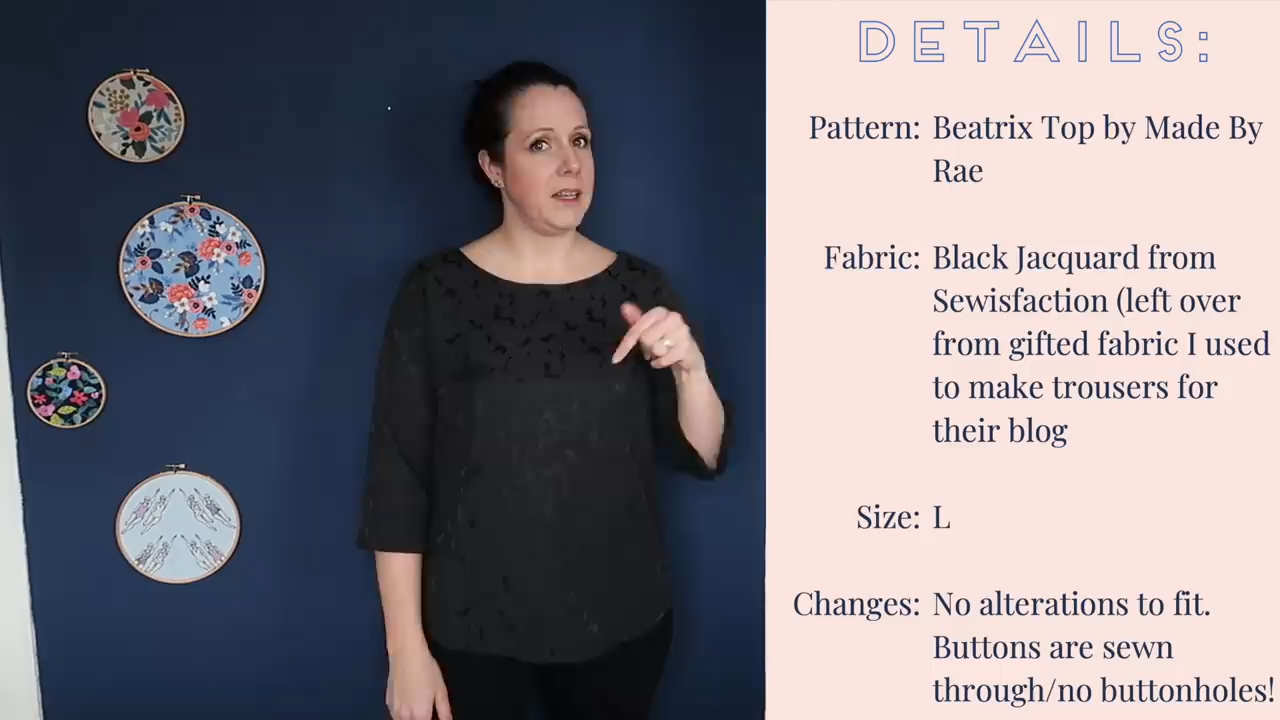 DETAILS:
Pattern: Beatrix Top by Made By
Rae
Fabric: Black Jacquard from
Sewisfaction (left over
from gifted fabric I used
to make trousers for
their blog
Size: L
Changes: No alterations to fit.
Buttons are sewn
through/no buttonholes!